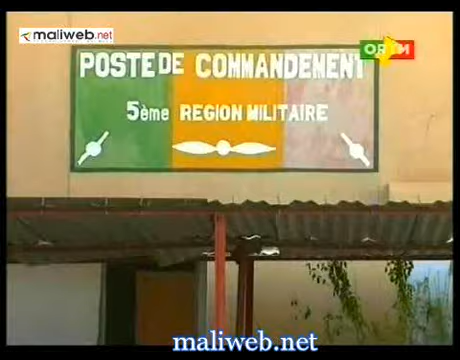 maliweb.net
ORTM
POSTE DE COMMANDEMENT
5ème REGION MILITAIRE
maliweb.net